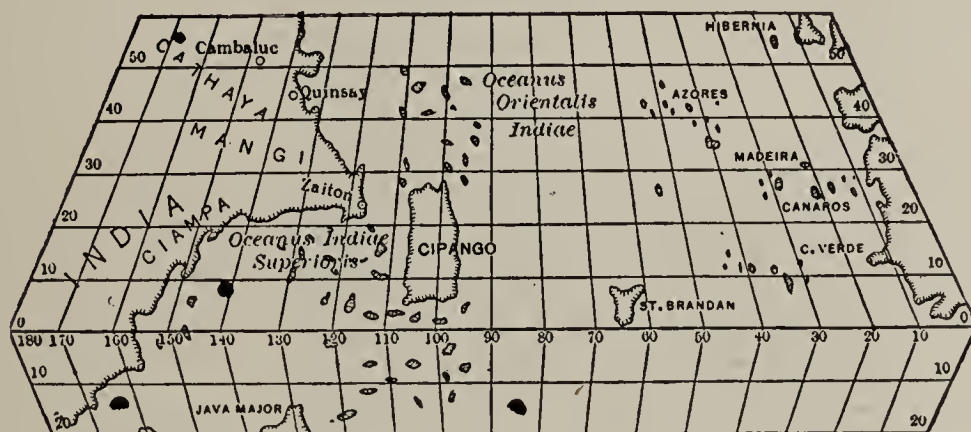 HIBERNIA
50
50
CATHAYA
Cambaluc
Quinsay
Oceanus
Orientalis
Indiae
AZORES
40
40
MANGI
MADEIRA
30
30
Zaiton
CANAROS
20
20
INDIA
CIAMPA
Oceanus Indiae
Superioris
CIPANGO
C. VERDE
10
10
ST. BRANDAN
0
0
180 170 160 150 140 130 120 110 100 90 80 70 60 50 40 30 20 10
10
10
JAVA MAJOR
20
20